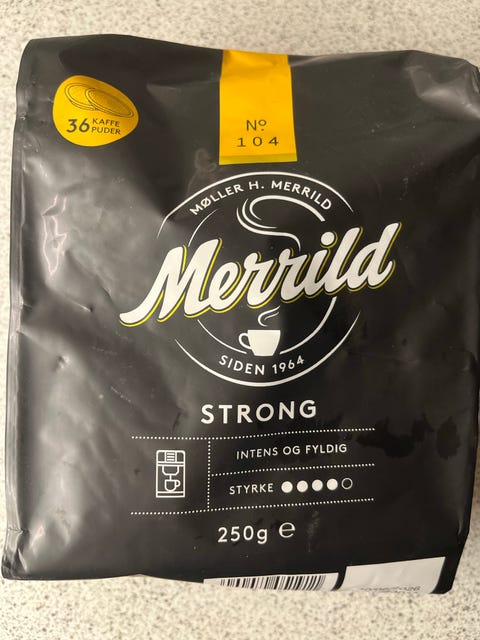 36 KAFFE
PUDER
Nº
104
MØLLER H. MERRILD
Merrild
SIDEN 1964
STRONG
INTENS OG FYLDIG
STYRKE
250g ℮